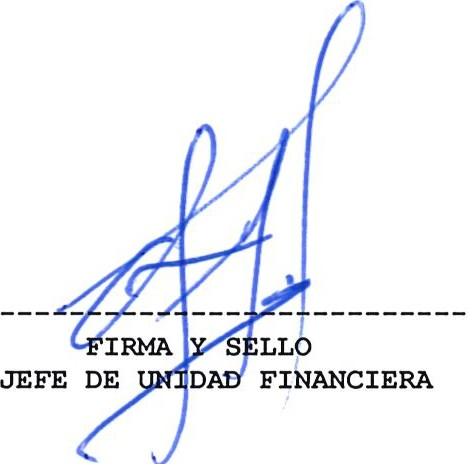 FIRMA Y SELLO
JEFE DE UNIDAD FINANCIERA